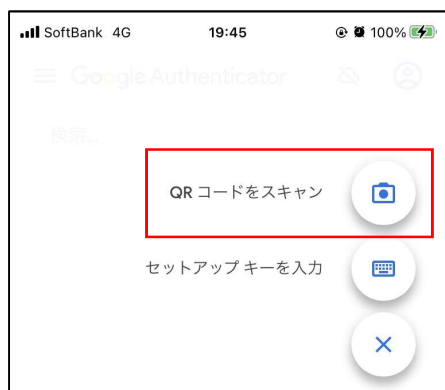 SoftBank 4G 19:45 100%
Google Authenticator
検索...
QR コードをスキャン
セットアップ キーを入力